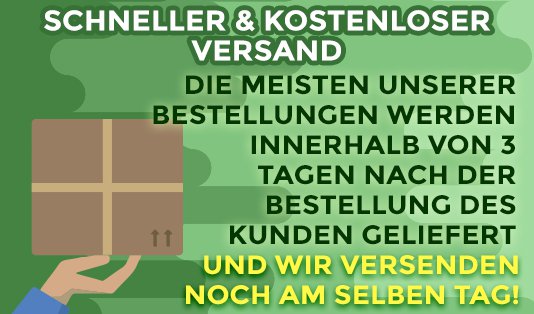 SCHNELLER & KOSTENLOSER
VERSAND
DIE MEISTEN UNSERER
BESTELLUNGEN WERDEN
INNERHALB VON 3
TAGEN NACH DER
BESTELLUNG DES
KUNDEN GELIEFERT
UND WIR VERSENDEN
NOCH AM SELBEN TAG!